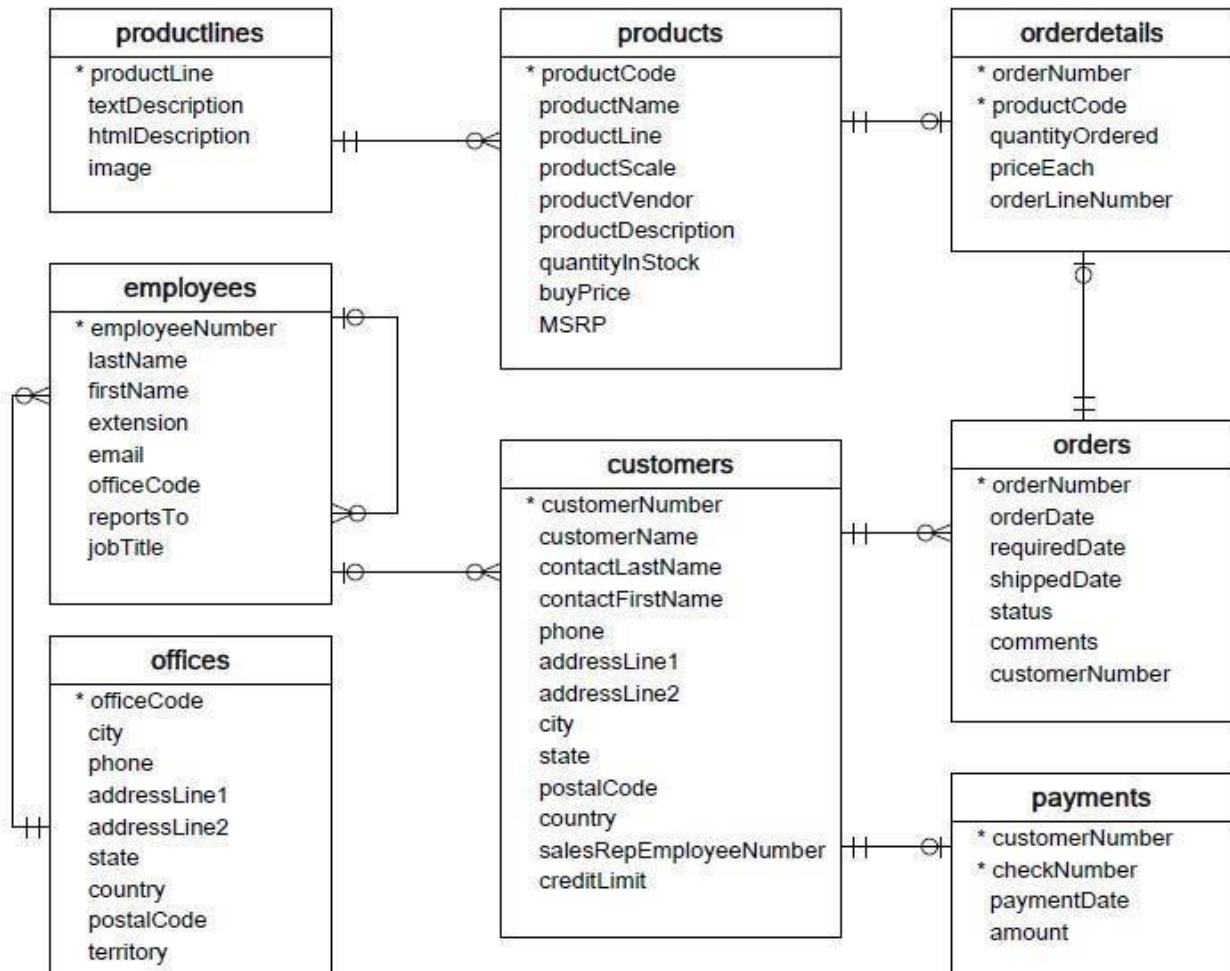 productlines
* productLine
textDescription
htmlDescription
image
products
* productCode
productName
productLine
productScale
productVendor
productDescription
quantityInStock
buyPrice
MSRP
orderdetails
* orderNumber
* productCode
quantityOrdered
priceEach
orderLineNumber
employees
* employeeNumber
lastName
firstName
extension
email
officeCode
reportsTo
jobTitle
customers
* customerNumber
customerName
contactLastName
contactFirstName
phone
addressLine1
addressLine2
city
state
postalCode
country
salesRepEmployeeNumber
creditLimit
orders
* orderNumber
orderDate
requiredDate
shippedDate
status
comments
customerNumber
offices
* officeCode
city
phone
addressLine1
addressLine2
state
country
postalCode
territory
payments
* customerNumber
* checkNumber
paymentDate
amount